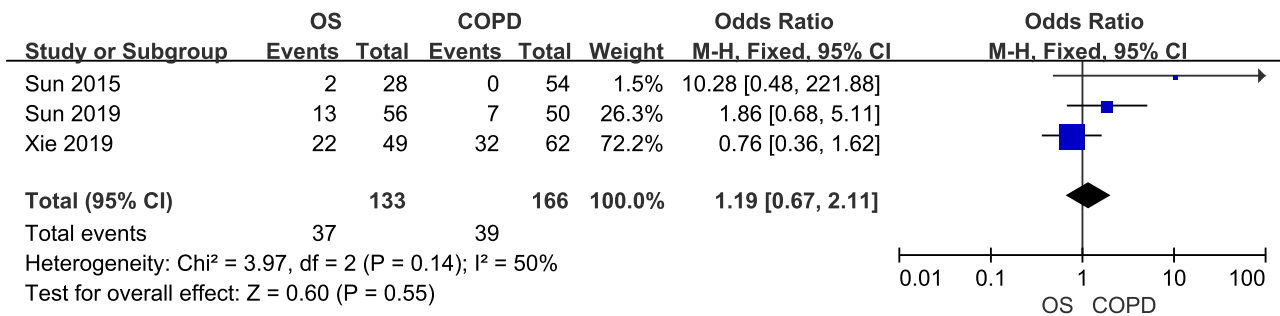 OS COPD Odds Ratio Odds Ratio
Study or Subgroup Events Total Events Total Weight M-H, Fixed, 95% CI M-H, Fixed, 95% CI
Sun 2015 2 28 0 54 1.5% 10.28 [0.48, 221.88]
Sun 2019 13 56 7 50 26.3% 1.86 [0.68, 5.11]
Xie 2019 22 49 32 62 72.2% 0.76 [0.36, 1.62]
Total (95% CI) 133 166 100.0% 1.19 [0.67, 2.11]
Total events 37 39
Heterogeneity: Chi² = 3.97, df = 2 (P = 0.14); I² = 50%
Test for overall effect: Z = 0.60 (P = 0.55)
0.01 0.1 1 10 100
OS COPD